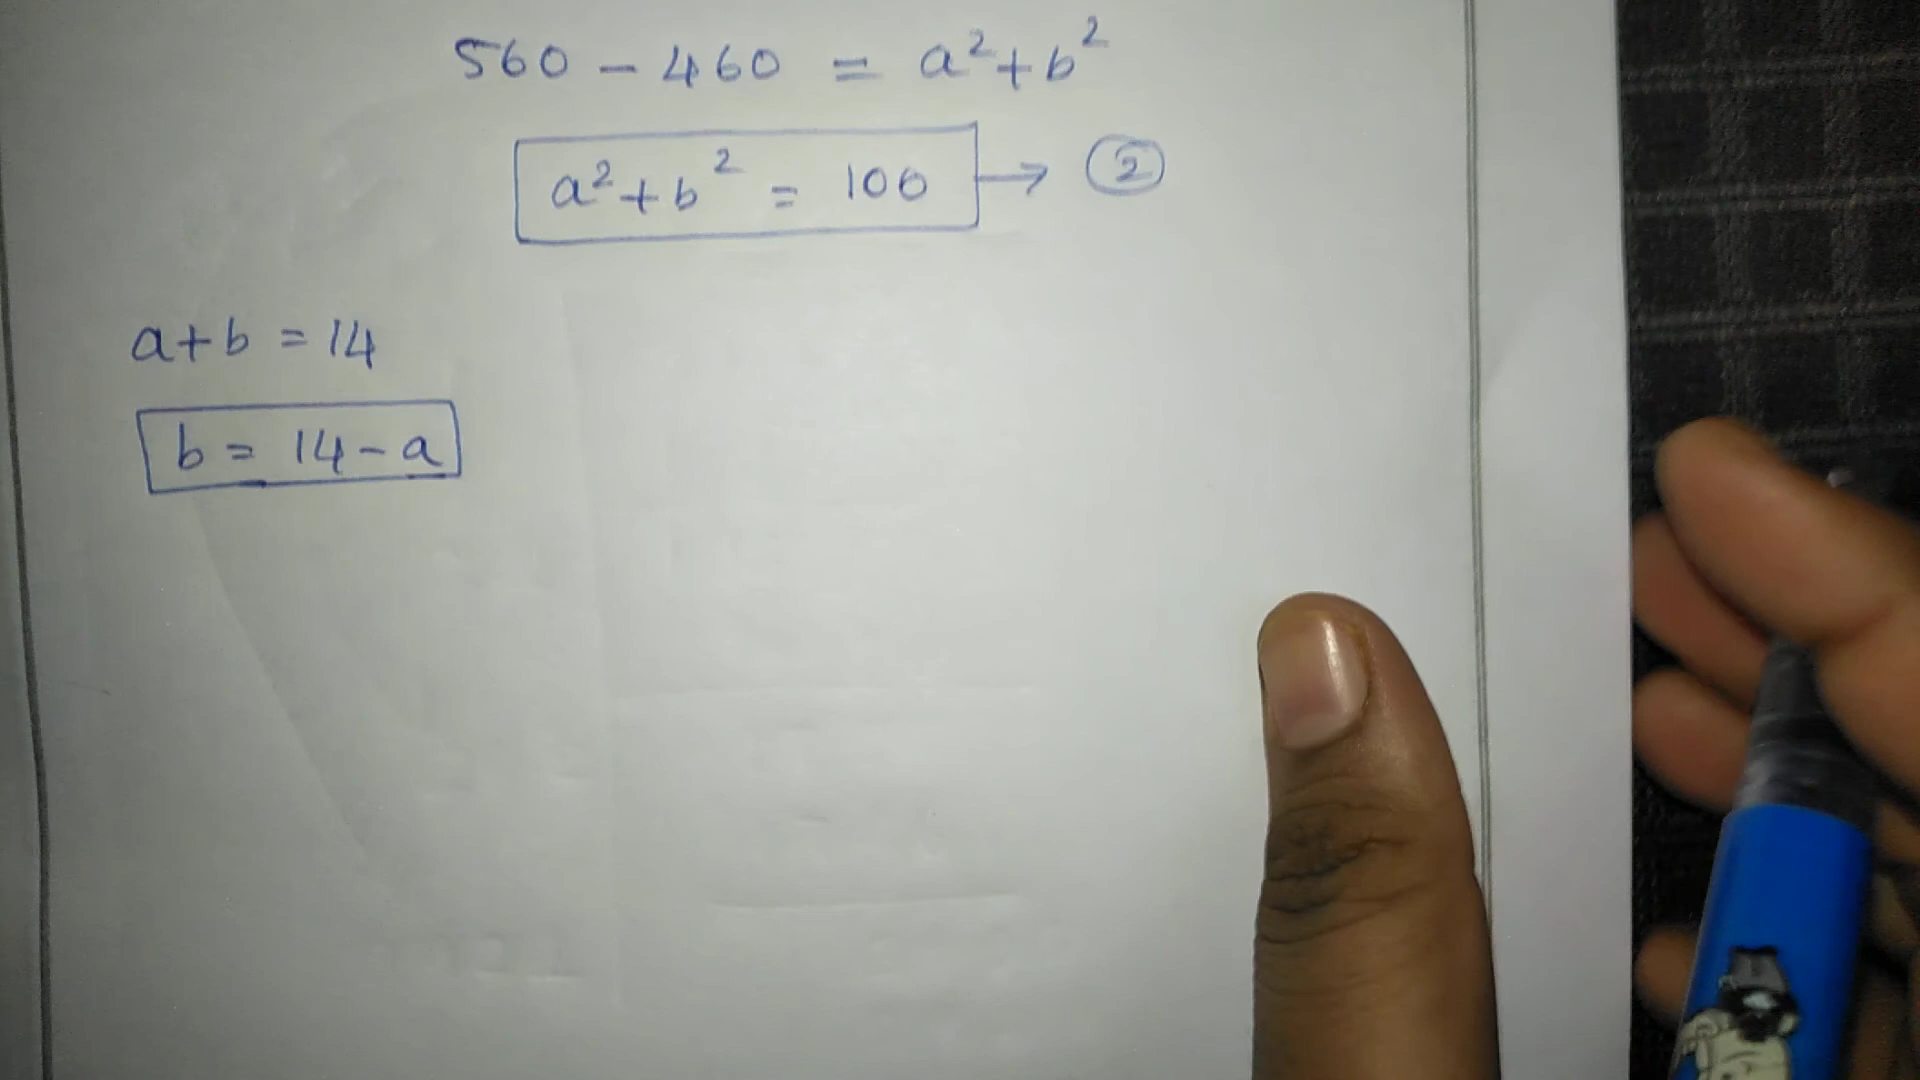 560 - 460 = a²+b²
a²+b² = 100 → ②
a+b = 14
b = 14-a